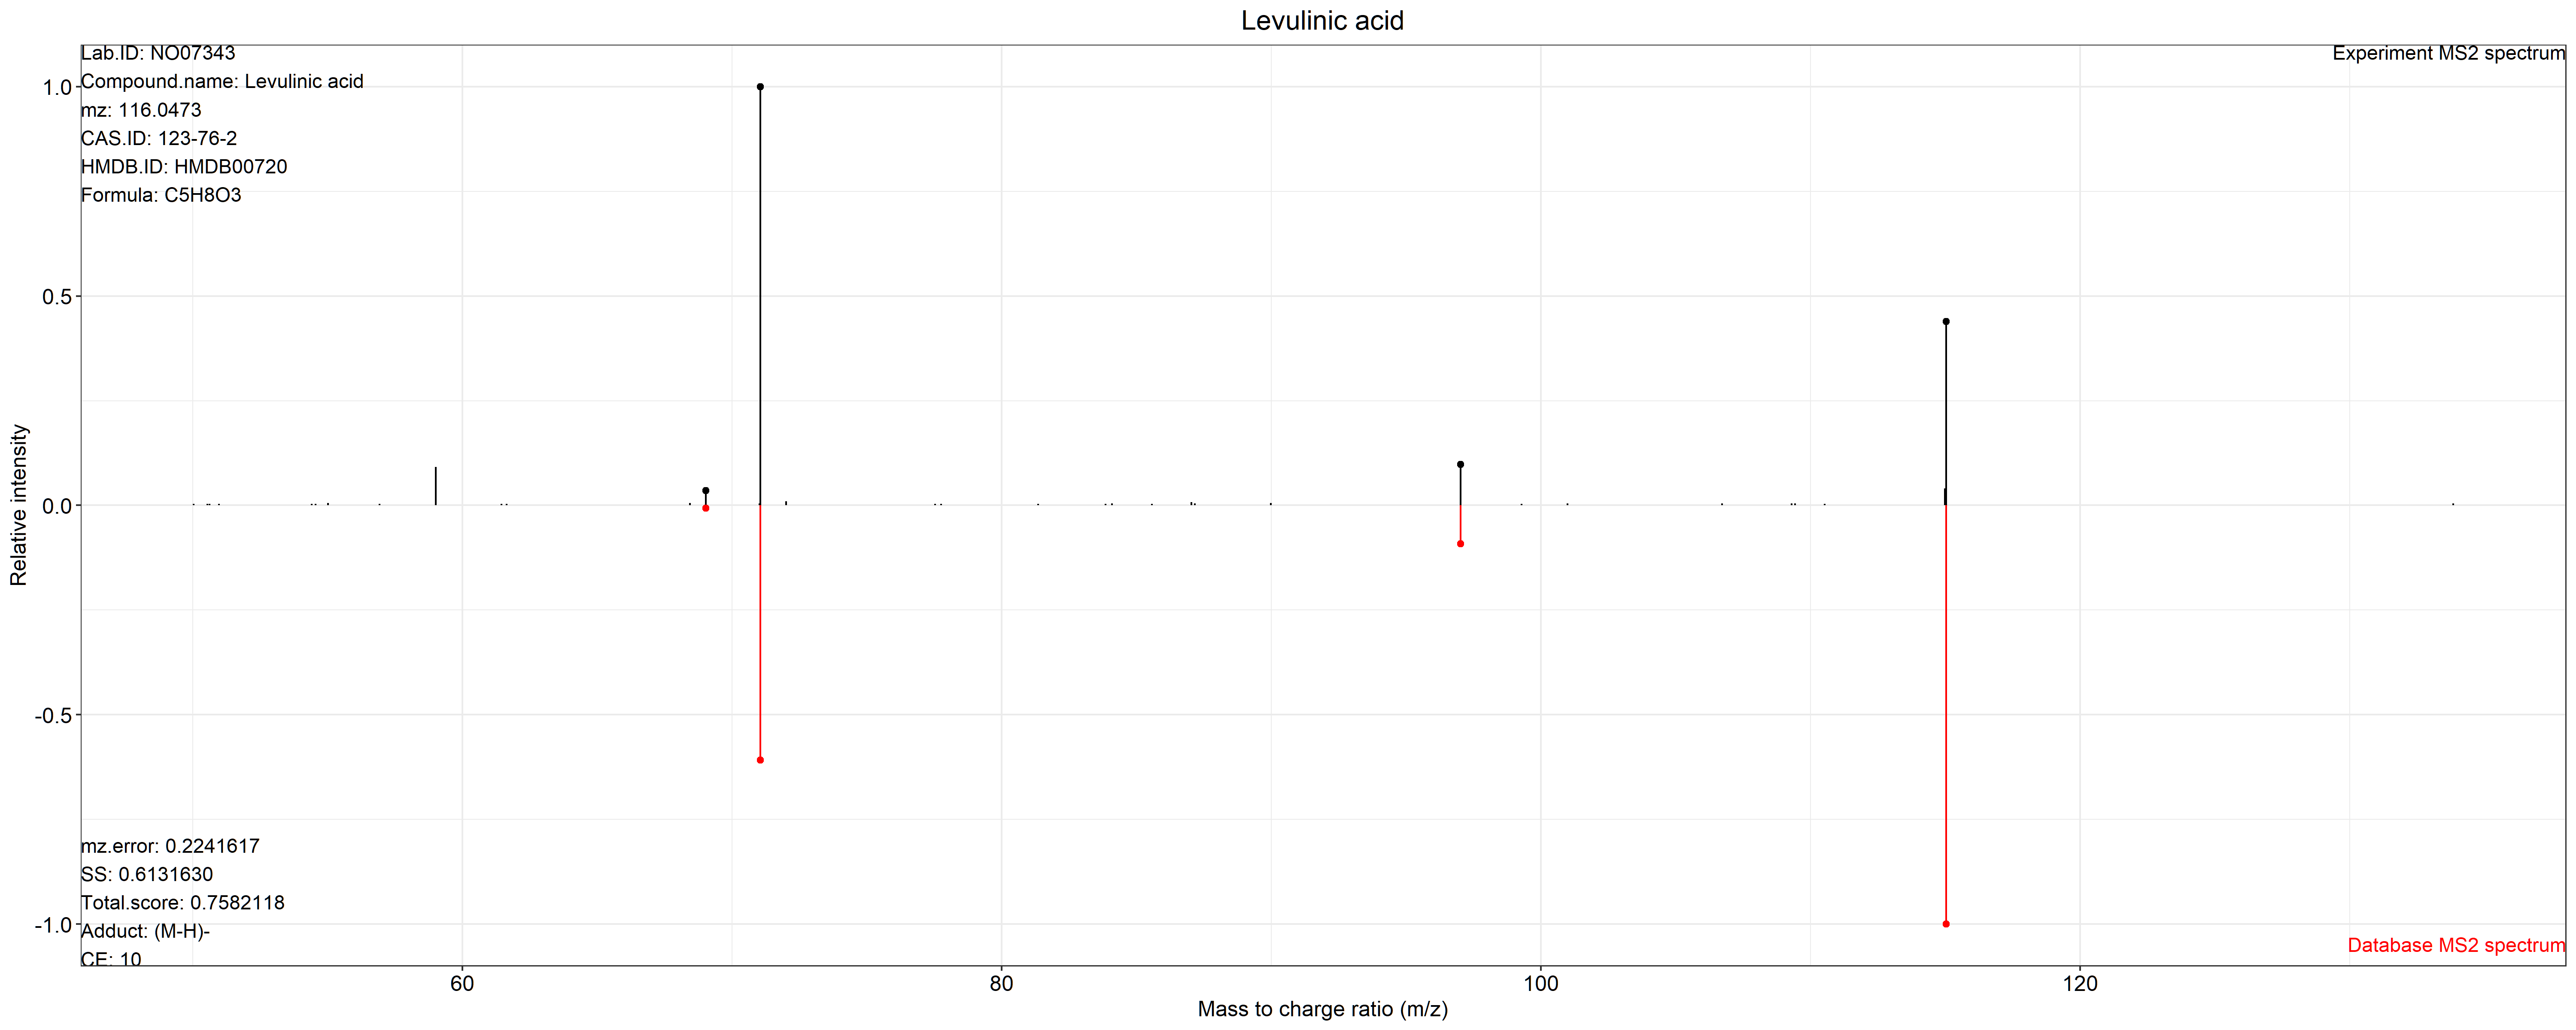 Levulinic acid
Lab.ID: NO07343
Compound.name: Levulinic acid
mz: 116.0473
CAS.ID: 123-76-2
HMDB.ID: HMDB00720
Formula: C5H8O3
Experiment MS2 spectrum
1.0
0.5
0.0
-0.5
-1.0
Relative intensity
mz.error: 0.2241617
SS: 0.6131630
Total.score: 0.7582118
Adduct: (M-H)-
CE: 10
Database MS2 spectrum
60 80 100 120
Mass to charge ratio (m/z)